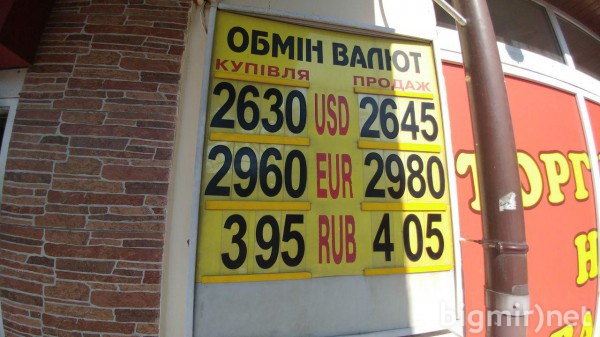 ОБМІН ВАЛЮТ
КУПІВЛЯ ПРОДАЖ
2630 USD 2645
2960 EUR 2980
395 RUB 405
ТОРГ
bigmir)net